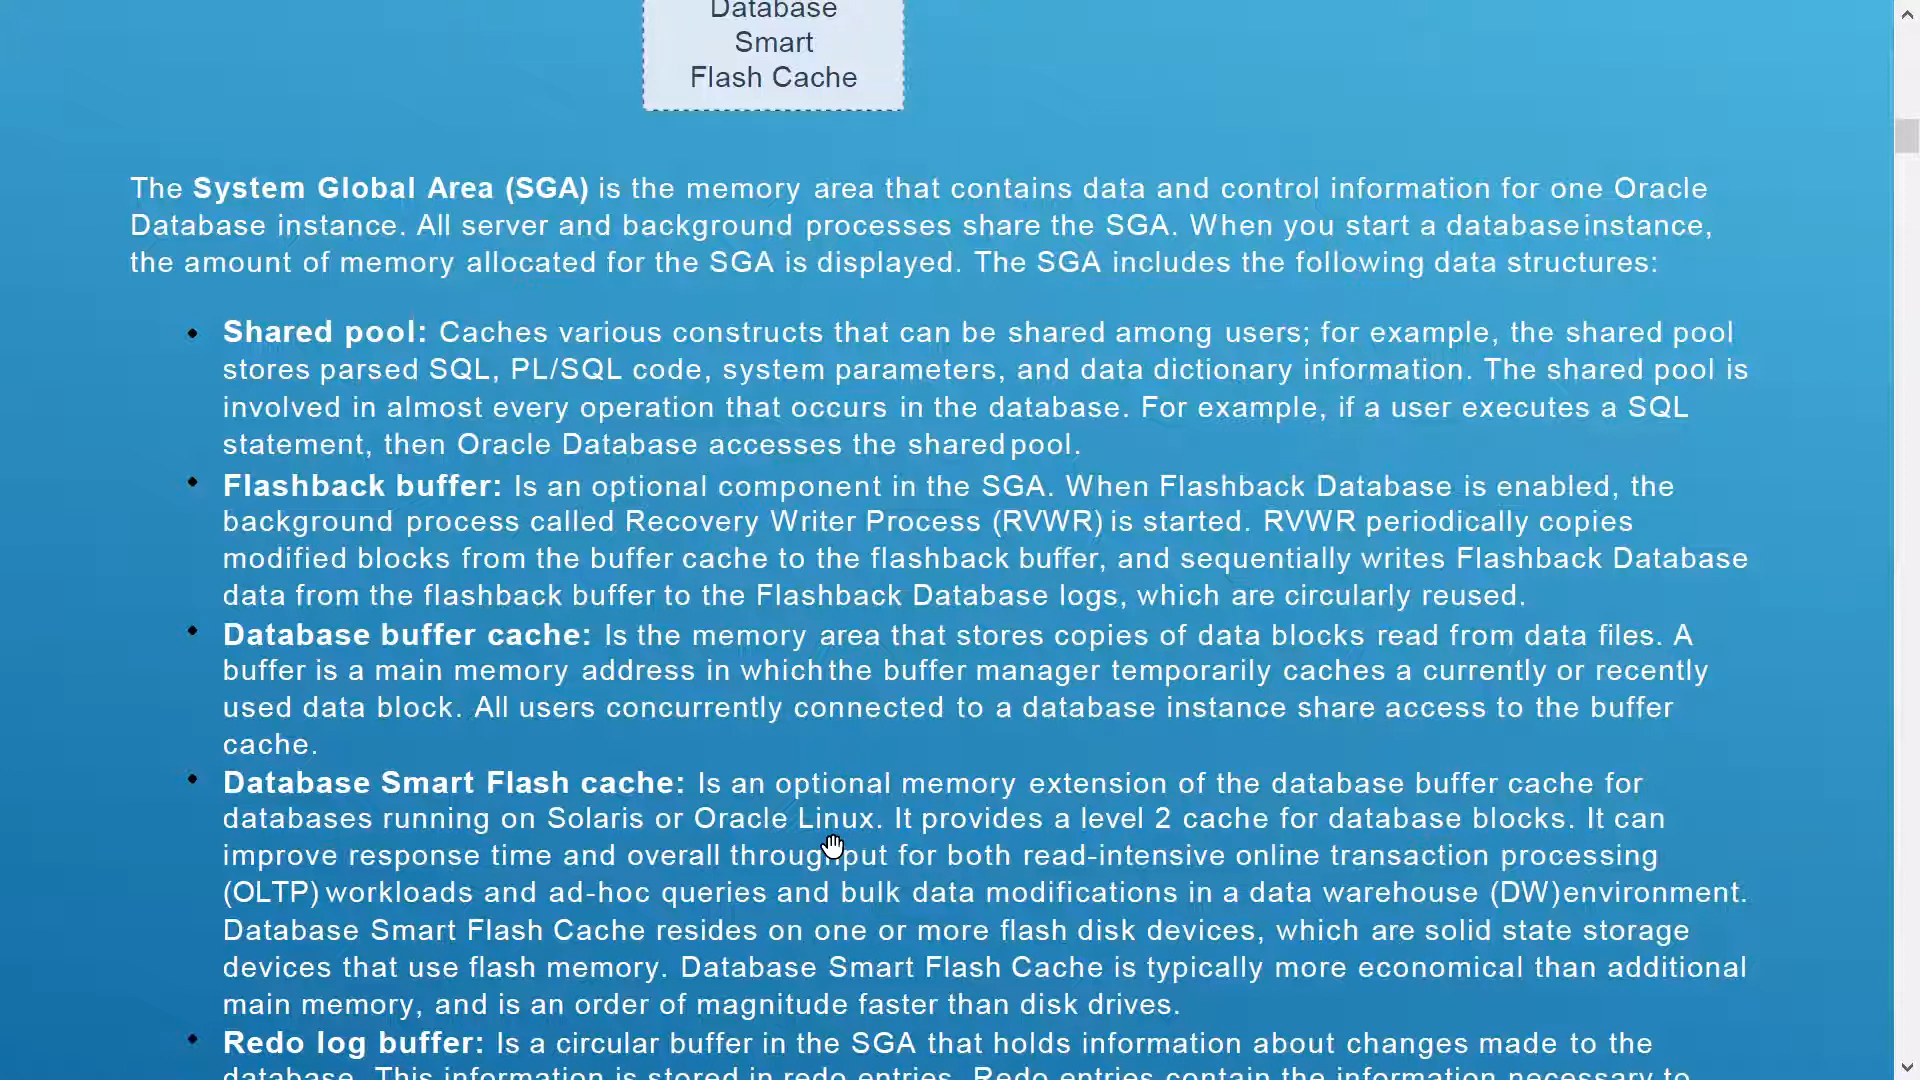 Database
Smart
Flash Cache
The System Global Area (SGA) is the memory area that contains data and control information for one Oracle
Database instance. All server and background processes share the SGA. When you start a database instance,
the amount of memory allocated for the SGA is displayed. The SGA includes the following data structures:
• Shared pool: Caches various constructs that can be shared among users; for example, the shared pool
stores parsed SQL, PL/SQL code, system parameters, and data dictionary information. The shared pool is
involved in almost every operation that occurs in the database. For example, if a user executes a SQL
statement, then Oracle Database accesses the shared pool.
• Flashback buffer: Is an optional component in the SGA. When Flashback Database is enabled, the
background process called Recovery Writer Process (RVWR) is started. RVWR periodically copies
modified blocks from the buffer cache to the flashback buffer, and sequentially writes Flashback Database
data from the flashback buffer to the Flashback Database logs, which are circularly reused.
• Database buffer cache: Is the memory area that stores copies of data blocks read from data files. A
buffer is a main memory address in which the buffer manager temporarily caches a currently or recently
used data block. All users concurrently connected to a database instance share access to the buffer
cache.
• Database Smart Flash cache: Is an optional memory extension of the database buffer cache for
databases running on Solaris or Oracle Linux. It provides a level 2 cache for database blocks. It can
improve response time and overall throughput for both read-intensive online transaction processing
(OLTP) workloads and ad-hoc queries and bulk data modifications in a data warehouse (DW) environment.
Database Smart Flash Cache resides on one or more flash disk devices, which are solid state storage
devices that use flash memory. Database Smart Flash Cache is typically more economical than additional
main memory, and is an order of magnitude faster than disk drives.
• Redo log buffer: Is a circular buffer in the SGA that holds information about changes made to the
database. This information is stored in redo entries. Redo entries contain the information necessary to